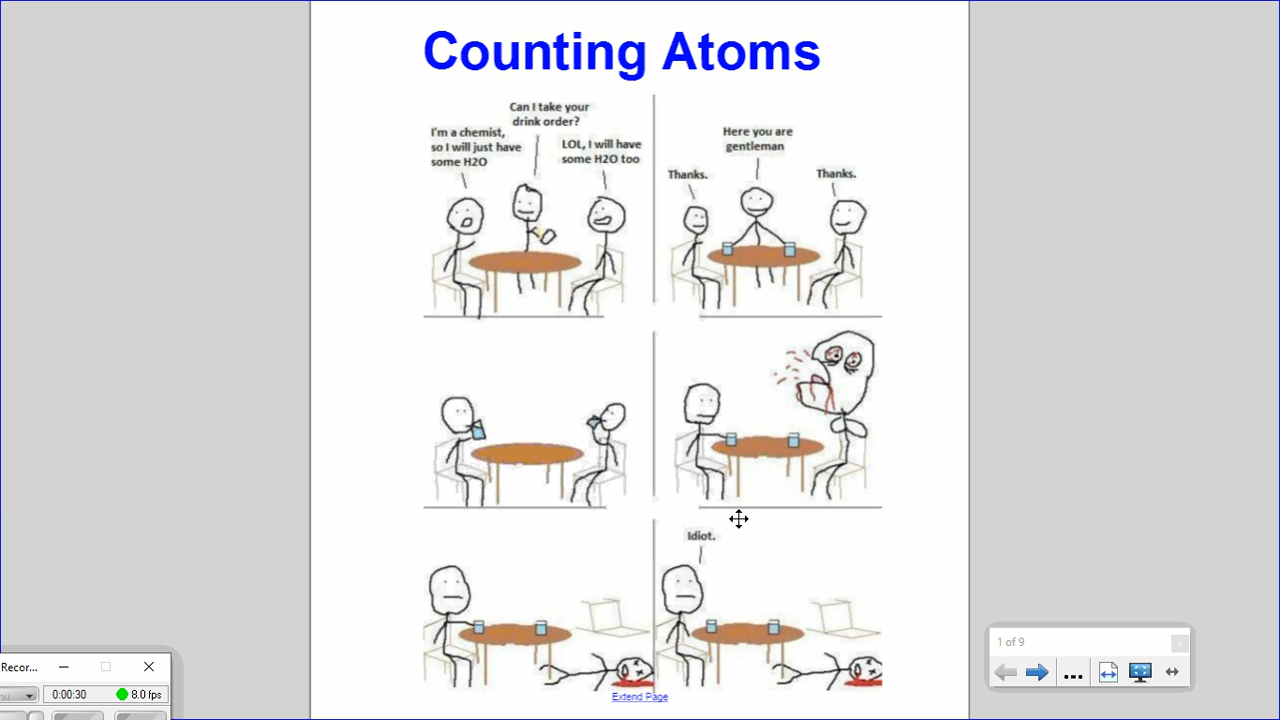 Counting Atoms
Can I take your
drink order?
I'm a chemist,
so I will just have
some H2O
LOL, I will have
some H2O too
Here you are
gentleman
Thanks.
Thanks.
Idiot.
Extend Page
1 of 9
Recor...
0:00:30
8.0 fps